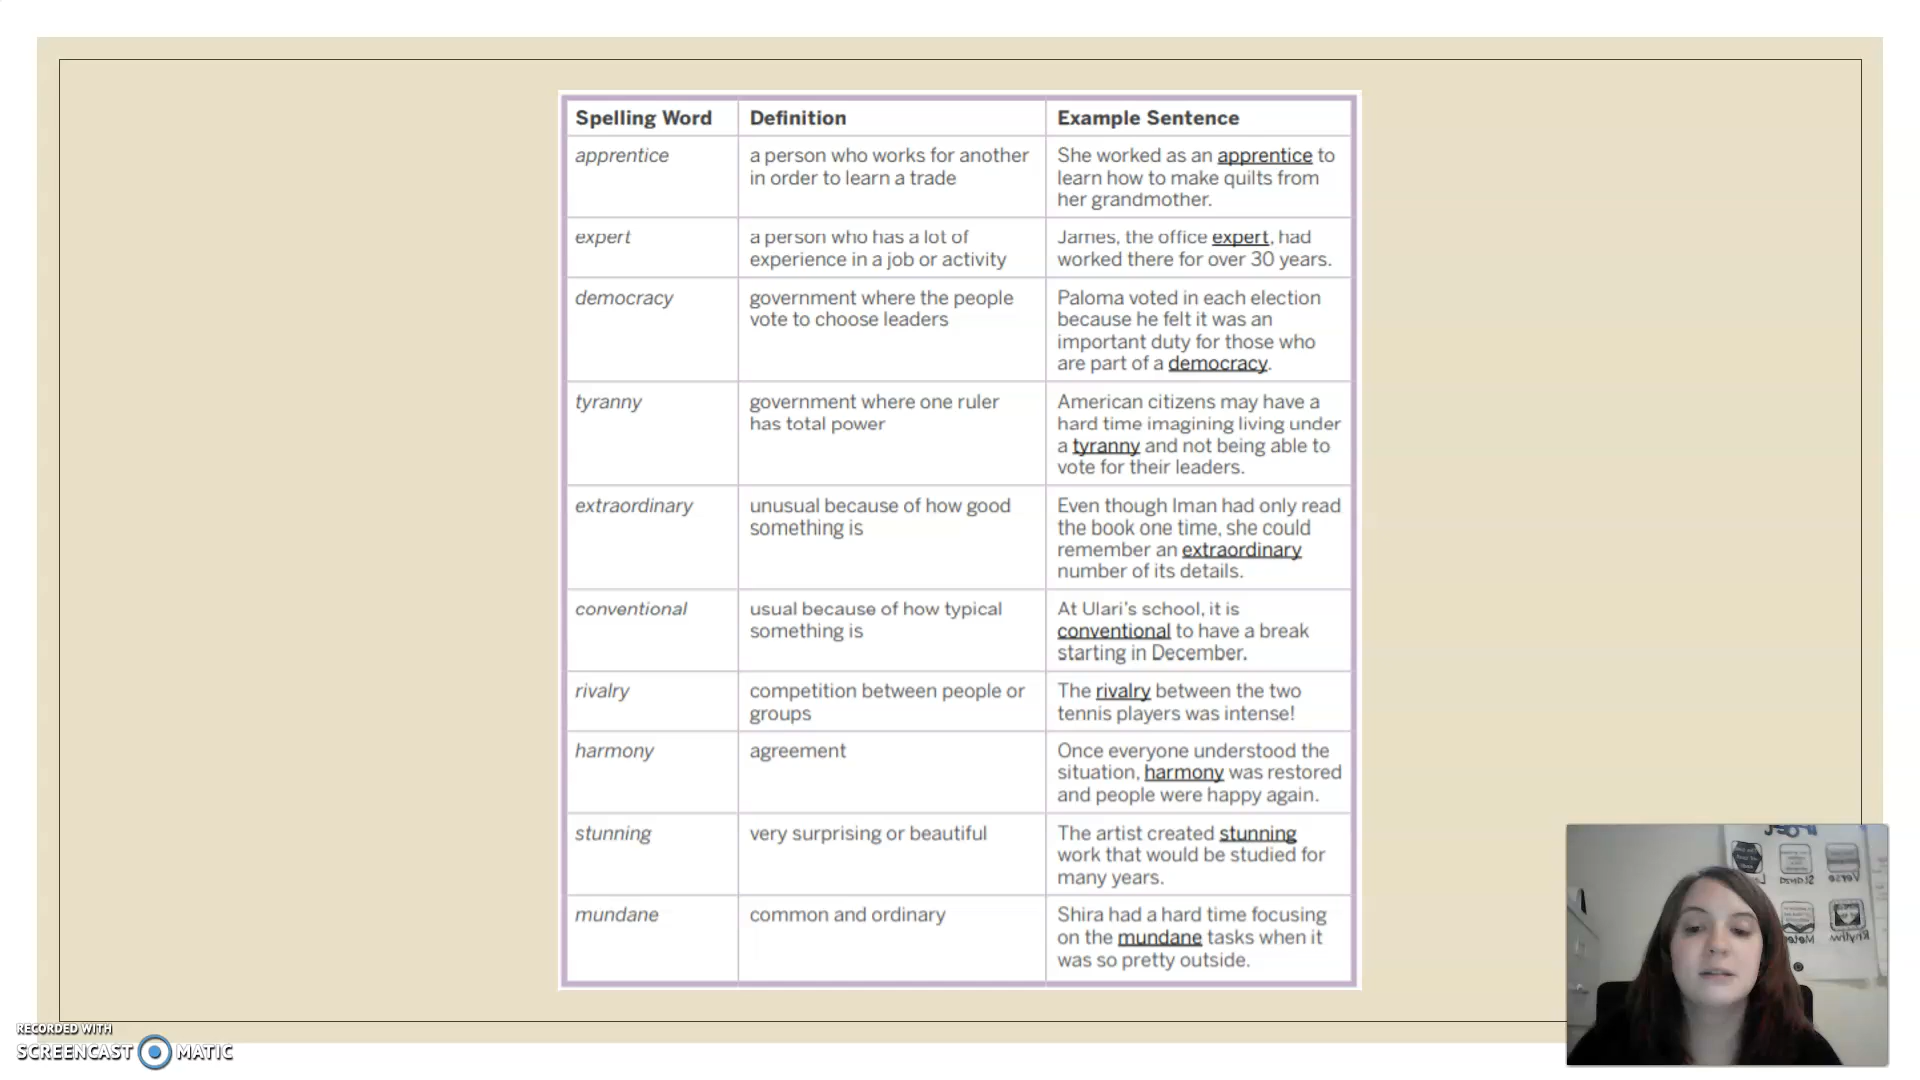 Spelling Word Definition Example Sentence
apprentice a person who works for another She worked as an apprentice to
in order to learn a trade learn how to make quilts from
her grandmother.
expert a person who has a lot of James, the office expert, had
experience in a job or activity worked there for over 30 years.
democracy government where the people Paloma voted in each election
vote to choose leaders because he felt it was an
important duty for those who
are part of a democracy.
tyranny government where one ruler American citizens may have a
has total power hard time imagining living under
a tyranny and not being able to
vote for their leaders.
extraordinary unusual because of how good Even though Iman had only read
something is the book one time, she could
remember an extraordinary
number of its details.
conventional usual because of how typical At Ulari's school, it is
something is conventional to have a break
starting in December.
rivalry competition between people or The rivalry between the two
groups tennis players was intense!
harmony agreement Once everyone understood the
situation, harmony was restored
and people were happy again.
stunning very surprising or beautiful The artist created stunning
work that would be studied for
many years.
mundane common and ordinary Shira had a hard time focusing
on the mundane tasks when it
was so pretty outside.
Verse
Stanza
Rhythm
Meter
RECORDED WITH
SCREENCAST MATIC